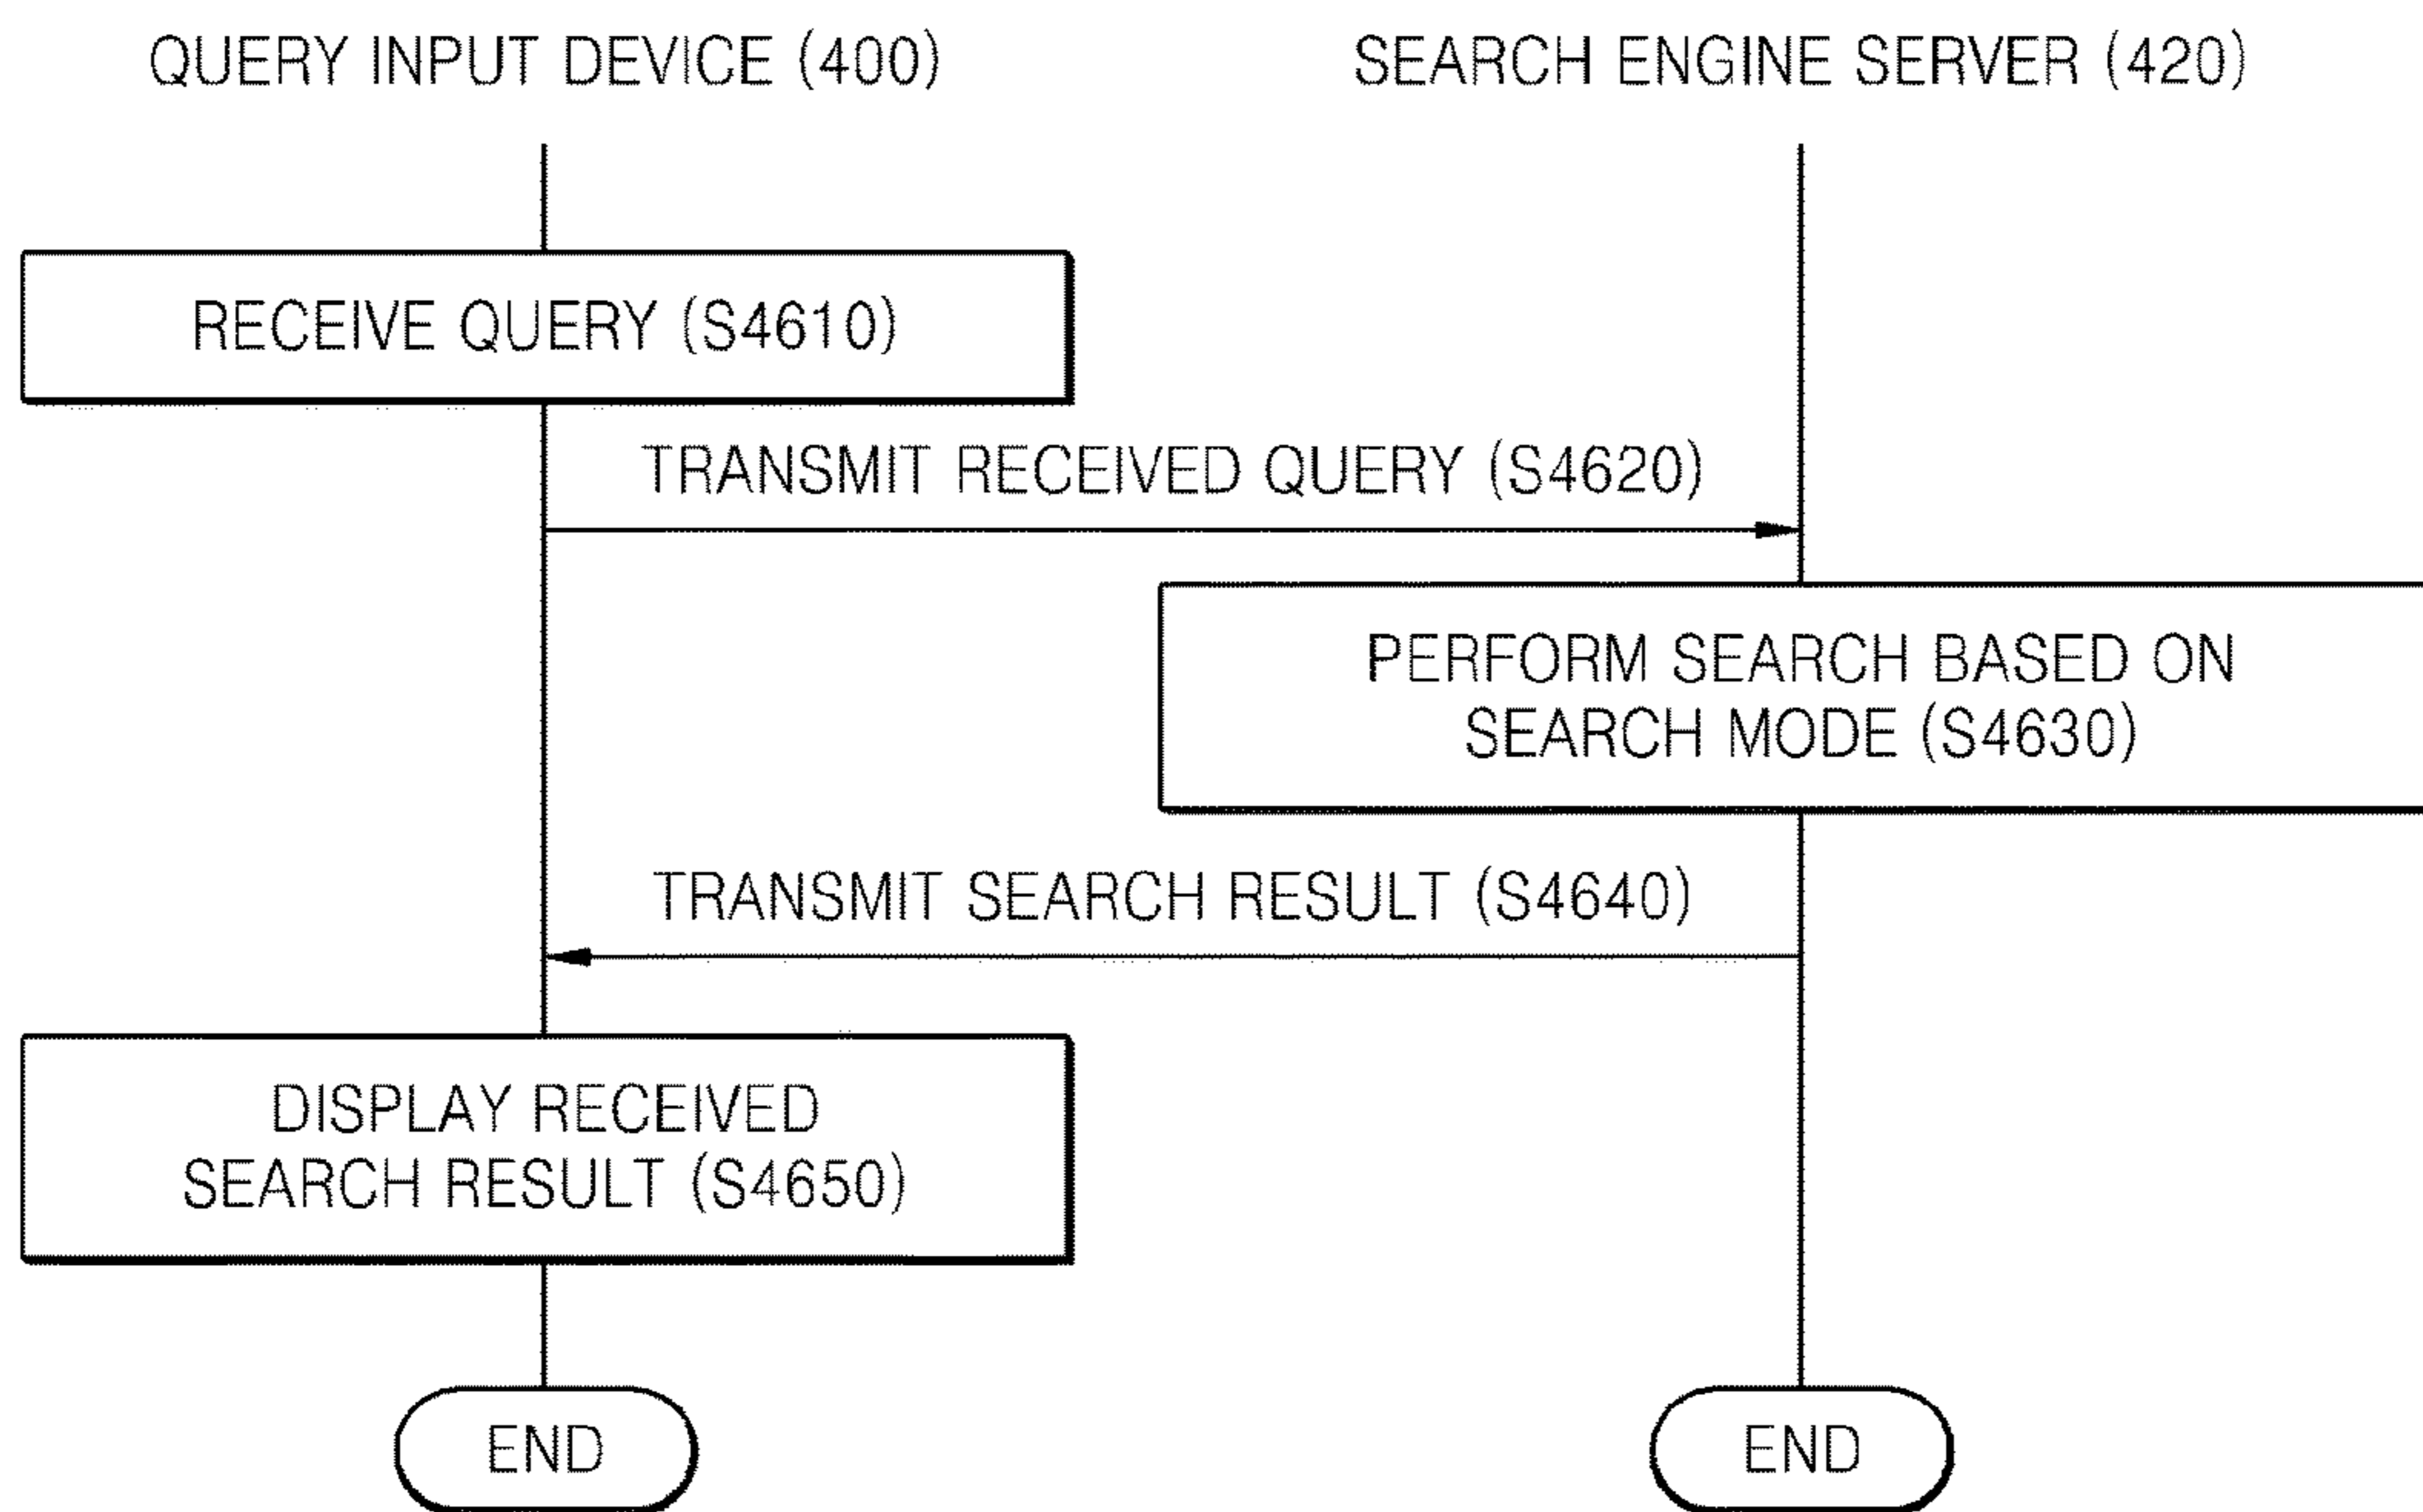 QUERY INPUT DEVICE (400)
SEARCH ENGINE SERVER (420)
RECEIVE QUERY (S4610)
TRANSMIT RECEIVED QUERY (S4620)
PERFORM SEARCH BASED ON
SEARCH MODE (S4630)
TRANSMIT SEARCH RESULT (S4640)
DISPLAY RECEIVED
SEARCH RESULT (S4650)
END
END